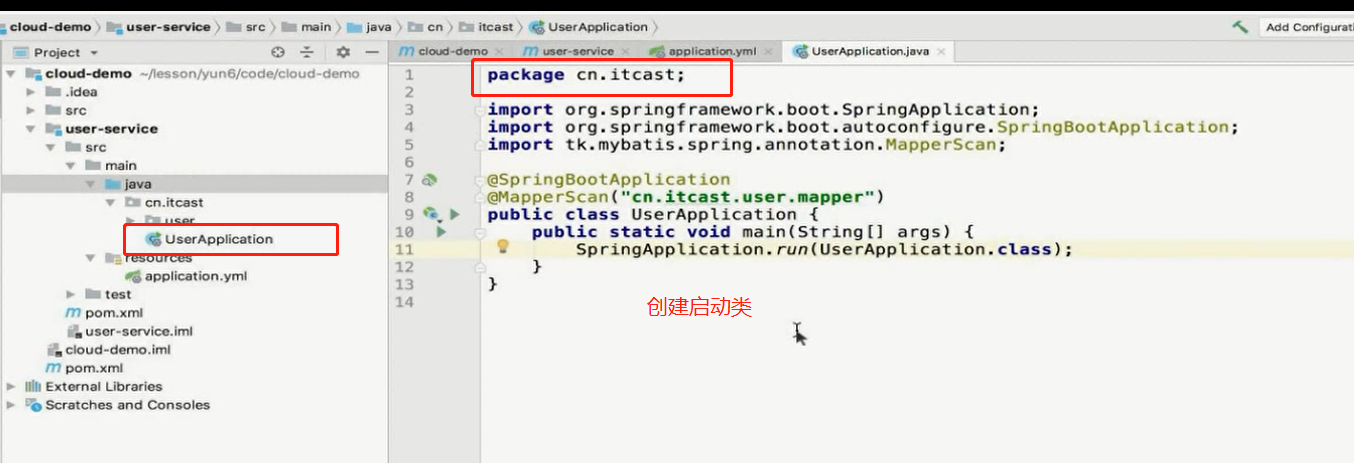 cloud-demo user-service src main java cn itcast UserApplication
Add Configurati
Project
cloud-demo
user-service
application.yml
UserApplication.java
cloud-demo ~/lesson/yun6/code/cloud-demo
.idea
src
user-service
src
main
java
cn.itcast
user
UserApplication
resources
application.yml
test
pom.xml
user-service.iml
cloud-demo.iml
pom.xml
External Libraries
Scratches and Consoles
1 package cn.itcast;
2
3 import org.springframework.boot.SpringApplication;
4 import org.springframework.boot.autoconfigure.SpringBootApplication;
5 import tk.mybatis.spring.annotation.MapperScan;
6
7 @SpringBootApplication
8 @MapperScan("cn.itcast.user.mapper")
9 public class UserApplication {
10 public static void main(String[] args) {
11 SpringApplication.run(UserApplication.class);
12 }
13 }
14
创建启动类